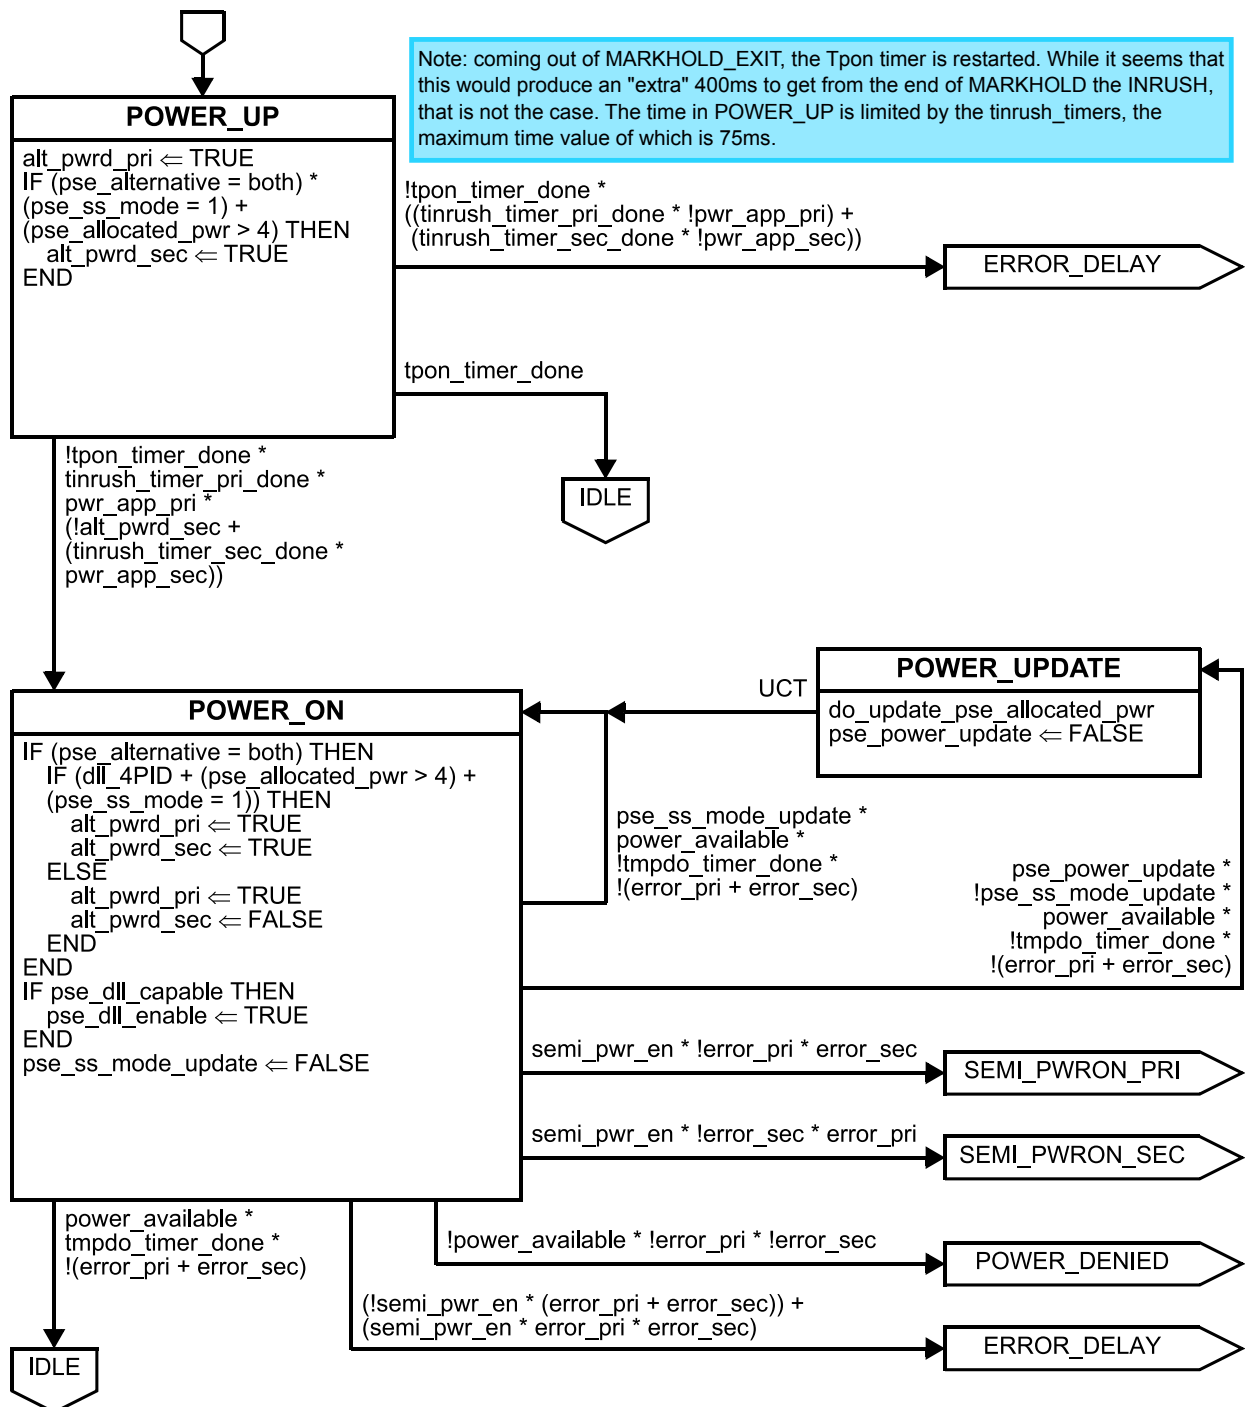 Note: coming out of MARKHOLD_EXIT, the Tpon timer is restarted. While it seems that
this would produce an "extra" 400ms to get from the end of MARKHOLD the INRUSH,
that is not the case. The time in POWER_UP is limited by the tinrush_timers, the
maximum time value of which is 75ms.
POWER_UP
alt_pwrd_pri ⇐ TRUE
IF (pse_alternative = both) *
(pse_ss_mode = 1) +
(pse_allocated_pwr > 4) THEN
alt_pwrd_sec ⇐ TRUE
END
!tpon_timer_done *
((tinrush_timer_pri_done * !pwr_app_pri) +
(tinrush_timer_sec_done * !pwr_app_sec))
ERROR_DELAY
tpon_timer_done
IDLE
!tpon_timer_done *
tinrush_timer_pri_done *
pwr_app_pri *
(!alt_pwrd_sec +
(tinrush_timer_sec_done *
pwr_app_sec))
POWER_UPDATE
do_update_pse_allocated_pwr
pse_power_update ⇐ FALSE
UCT
POWER_ON
IF (pse_alternative = both) THEN
IF (dll_4PID + (pse_allocated_pwr > 4) +
(pse_ss_mode = 1)) THEN
alt_pwrd_pri ⇐ TRUE
alt_pwrd_sec ⇐ TRUE
ELSE
alt_pwrd_pri ⇐ TRUE
alt_pwrd_sec ⇐ FALSE
END
END
IF pse_dll_capable THEN
pse_dll_enable ⇐ TRUE
END
pse_ss_mode_update ⇐ FALSE
pse_ss_mode_update *
power_available *
!tmpdo_timer_done *
!(error_pri + error_sec)
pse_power_update *
!pse_ss_mode_update *
power_available *
!tmpdo_timer_done *
!(error_pri + error_sec)
semi_pwr_en * !error_pri * error_sec
SEMI_PWRON_PRI
semi_pwr_en * !error_sec * error_pri
SEMI_PWRON_SEC
power_available *
tmpdo_timer_done *
!(error_pri + error_sec)
!power_available * !error_pri * !error_sec
POWER_DENIED
(!semi_pwr_en * (error_pri + error_sec)) +
(semi_pwr_en * error_pri * error_sec)
ERROR_DELAY
IDLE